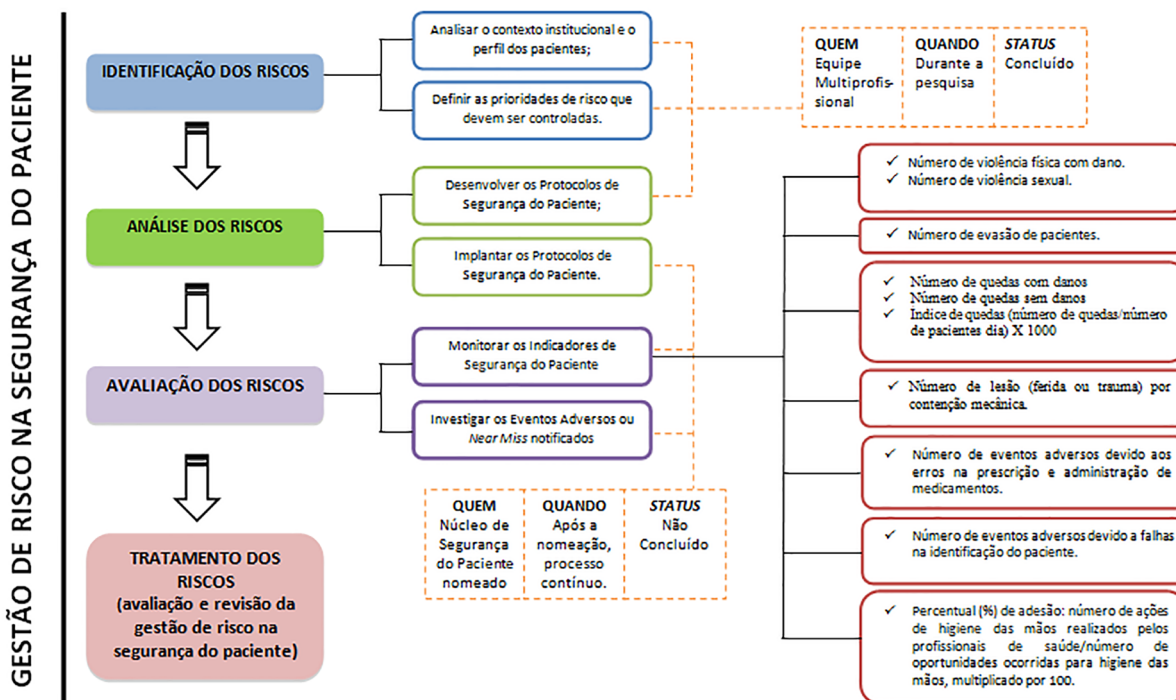 GESTÃO DE RISCO NA SEGURANÇA DO PACIENTE
IDENTIFICAÇÃO DOS RISCOS
Analisar o contexto institucional e o
perfil dos pacientes;
Definir as prioridades de risco que
devem ser controladas.
QUEM
Equipe
Multiprofis-
sional
QUANDO
Durante a
pesquisa
STATUS
Concluído
ANÁLISE DOS RISCOS
Desenvolver os Protocolos de
Segurança do Paciente;
Implantar os Protocolos de
Segurança do Paciente.
AVALIAÇÃO DOS RISCOS
Monitorar os Indicadores de
Segurança do Paciente
Investigar os Eventos Adversos ou
Near Miss notificados
QUEM
Núcleo de
Segurança
do Paciente
nomeado
QUANDO
Após a
nomeação,
processo
contínuo.
STATUS
Não
Concluído
✓ Número de violência física com dano.
✓ Número de violência sexual.
✓ Número de evasão de pacientes.
✓ Número de quedas com danos
✓ Número de quedas sem danos
✓ Indice de quedas (número de quedas/número
de pacientes dia) X 1000
✓ Número de lesão (ferida ou trauma) por
contenção mecânica.
✓ Número de eventos adversos devido aos
erros na prescrição e administração de
medicamentos.
✓ Número de eventos adversos devido a falhas
na identificação do paciente.
✓ Percentual (%) de adesão: número de ações
de higiene das mãos realizados pelos
profissionais de saúde/número de
oportunidades ocorridas para higiene das
mãos, multiplicado por 100.
TRATAMENTO DOS
RISCOS
(avaliação e revisão da
gestão de risco na
segurança do paciente)